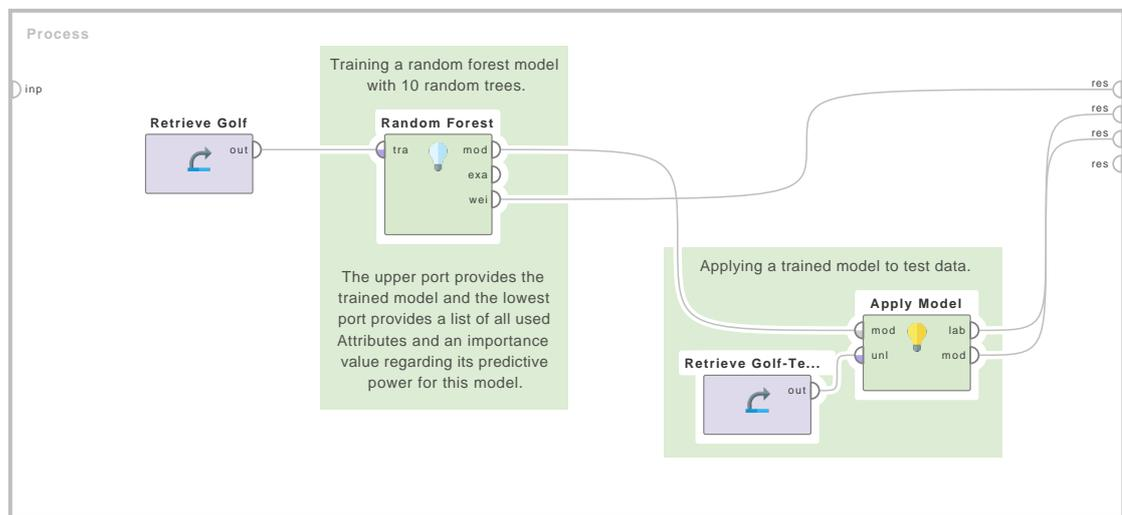 Process
inp
Training a random forest model
with 10 random trees.
Retrieve Golf
out
Random Forest
tra
mod
exa
wei
The upper port provides the
trained model and the lowest
port provides a list of all used
Attributes and an importance
value regarding its predictive
power for this model.
res
res
res
res
Applying a trained model to test data.
Apply Model
mod
lab
unl
mod
Retrieve Golf-Te...
out